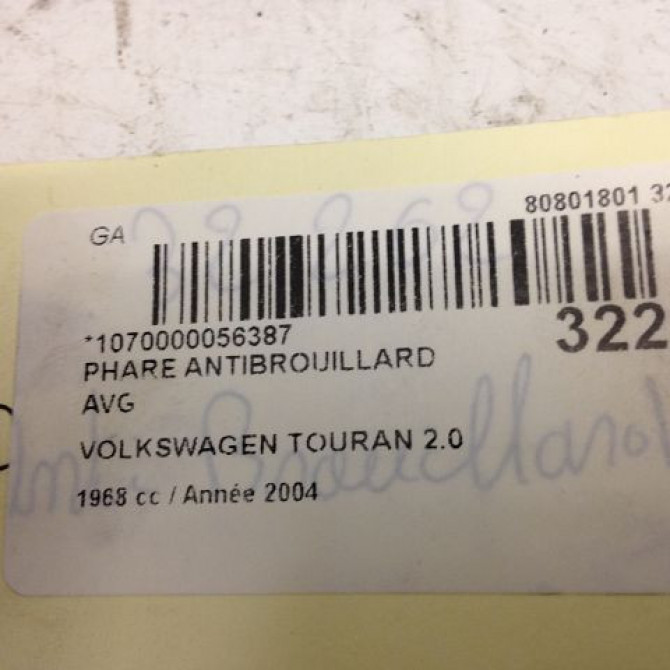 80801801 32
GA
*1070000056387
322
PHARE ANTIBROUILLARD
AVG
VOLKSWAGEN TOURAN 2.0
1968 cc / Année 2004